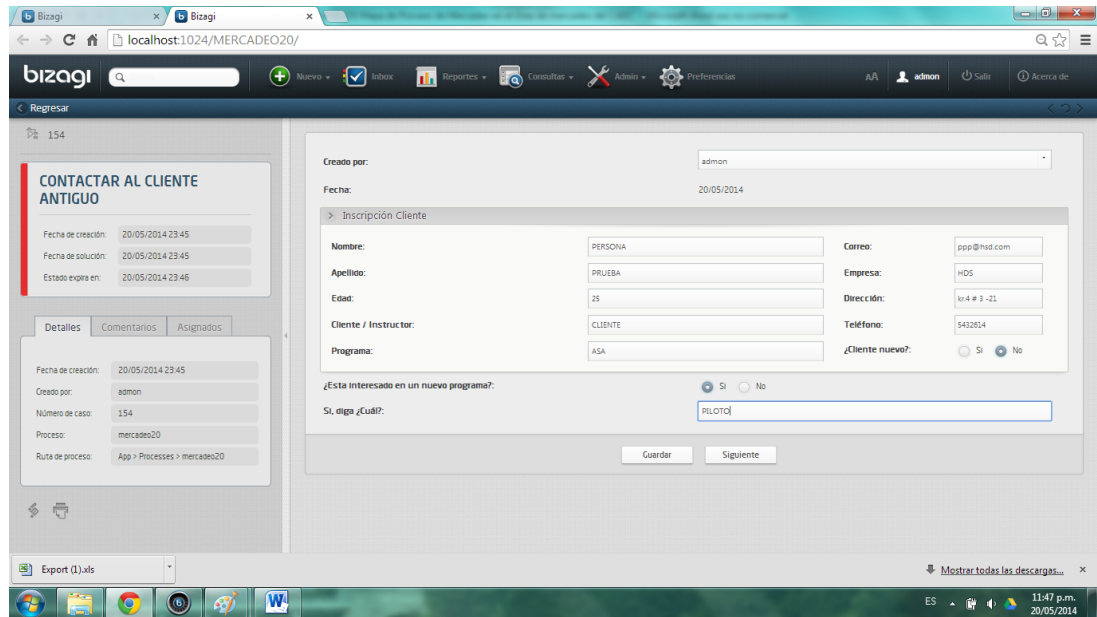 Bizagi
Bizagi
localhost:1024/MERCADEO20/
bizagi Nuevo Inbox Reportes Consultas Admin Preferencias AA admon Salir Acerca de
Regresar
154
CONTACTAR AL CLIENTE
ANTIGUO
Fecha de creación: 20/05/2014 23:45
Fecha de solución: 20/05/2014 23:45
Estado expira en: 20/05/2014 23:46
Detalles Comentarios Asignados
Fecha de creación: 20/05/2014 23:45
Creado por: admon
Número de caso: 154
Proceso: mercadeo20
Ruta de proceso: App > Processes > mercadeo20
Creado por: admon
Fecha: 20/05/2014
Inscripción Cliente
Nombre: PERSONA Correo: ppp@hsd.com
Apellido: PRUEBA Empresa: HDS
Edad: 25 Dirección: kr.4 # 3 -21
Cliente / Instructor: CLIENTE Teléfono: 5432614
Programa: ASA ¿Cliente nuevo?: Si No
¿Esta interesado en un nuevo programa?: Si No
Si, diga ¿Cuál?: PILOTO
Guardar Siguiente
Export (1).xls Mostrar todas las descargas...
ES 11:47 p.m.
20/05/2014